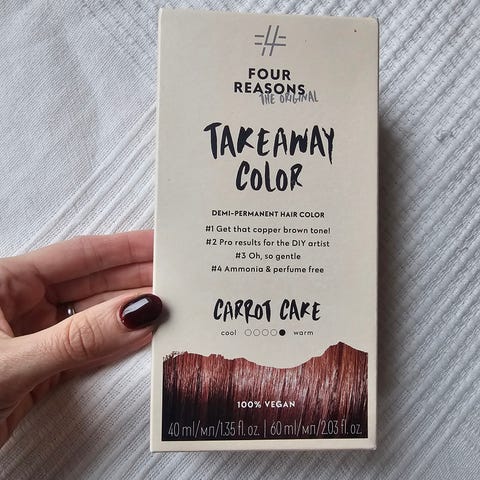 #4
FOUR
REASONS
THE ORIGINAL
TAKEAWAY
COLOR
DEMI-PERMANENT HAIR COLOR
#1 Get that copper brown tone!
#2 Pro results for the DIY artist
#3 Oh, so gentle
#4 Ammonia & perfume free
CARROT CAKE
cool warm
100% VEGAN
40 ml/мл/1.35 fl. oz. | 60 ml/мл/2.03 fl. oz.